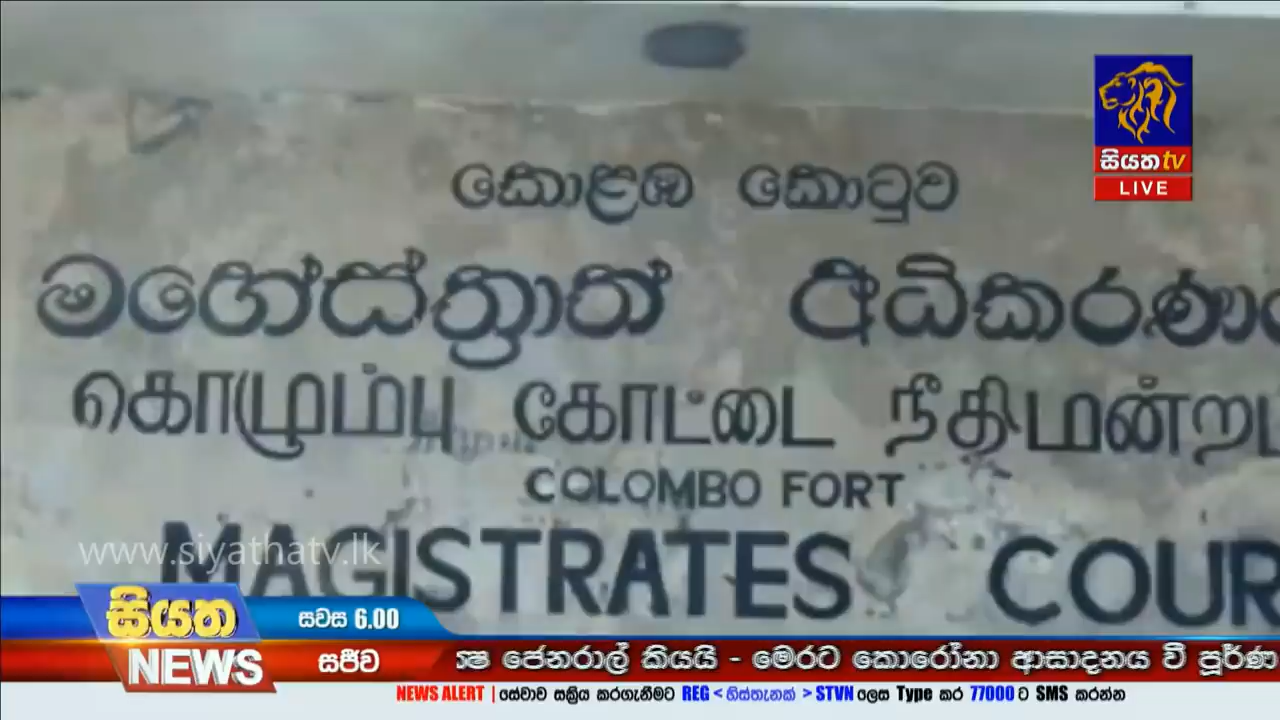 කොළඹ කොටුව
සියත tv
LIVE
මහේස්ත්‍රාත් අධිකරණ
கொழும்பு கோட்டை நீதிமன்ற
COLOMBO FORT
MAGISTRATES COUR
www.siyathatv.lk
සියත
NEWS
සවස 6.00
සජීව
ජෙනරාල් කියයි - මෙරට කොරෝනා ආසාදනය වි පූර්ණ
NEWS ALERT | සේවාව සක්‍රිය කරගැනීමට REG < හිස්තැනක් > STVN ලෙස Type කර 77000 ට SMS කරන්න